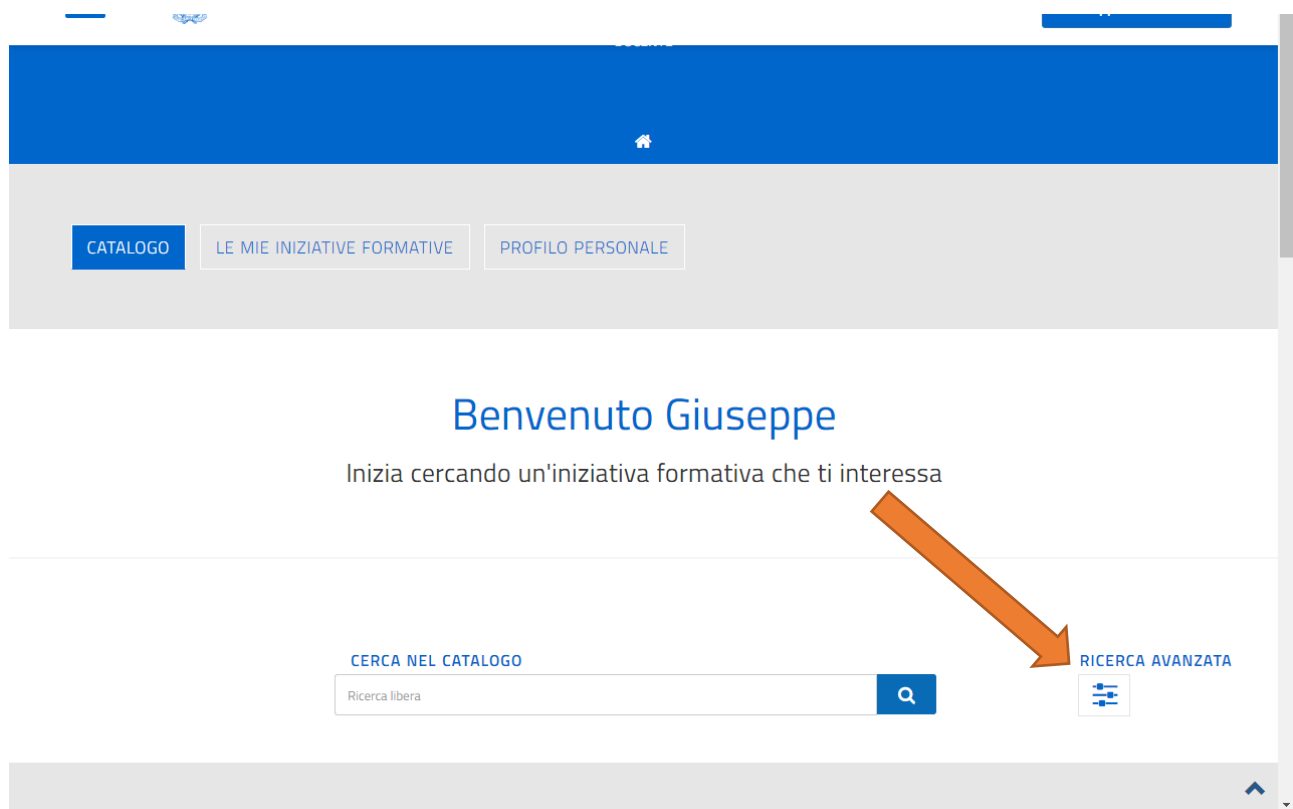 CATALOGO LE MIE INIZIATIVE FORMATIVE PROFILO PERSONALE
Benvenuto Giuseppe
Inizia cercando un'iniziativa formativa che ti interessa
CERCA NEL CATALOGO RICERCA AVANZATA
Ricerca libera